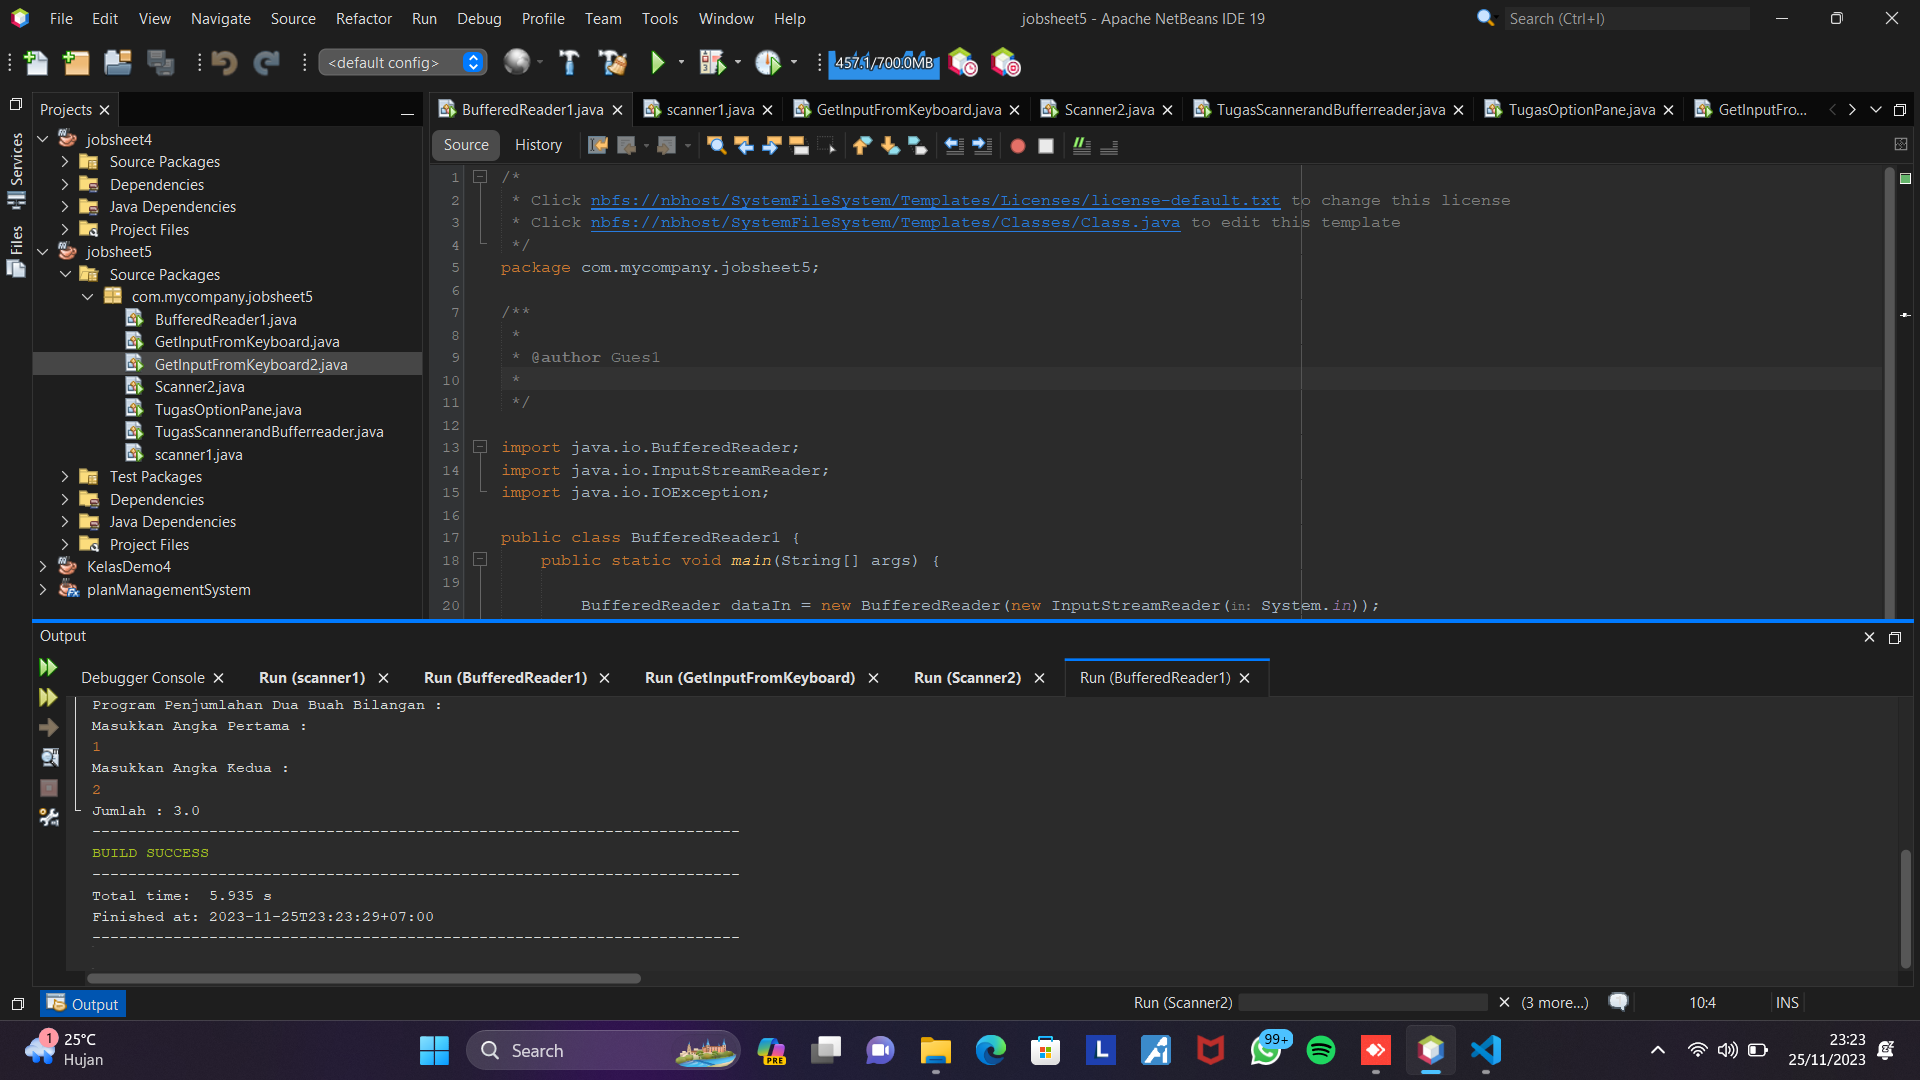 File Edit View Navigate Source Refactor Run Debug Profile Team Tools Window Help
jobsheet5 - Apache NetBeans IDE 19
Search (Ctrl+I)
<default config>
457.1/700.0MB
Services
Files
Projects
jobsheet4
Source Packages
Dependencies
Java Dependencies
Project Files
jobsheet5
Source Packages
com.mycompany.jobsheet5
BufferedReader1.java
GetInputFromKeyboard.java
GetInputFromKeyboard2.java
Scanner2.java
TugasOptionPane.java
TugasScannerandBufferreader.java
scanner1.java
Test Packages
Dependencies
Java Dependencies
Project Files
KelasDemo4
planManagementSystem
BufferedReader1.java scanner1.java GetInputFromKeyboard.java Scanner2.java TugasScannerandBufferreader.java TugasOptionPane.java GetInputFro...
Source History
1 /*
2 * Click nbfs://nbhost/SystemFileSystem/Templates/Licenses/license-default.txt to change this license
3 * Click nbfs://nbhost/SystemFileSystem/Templates/Classes/Class.java to edit this template
4 */
5 package com.mycompany.jobsheet5;
6
7 /**
8 *
9 * @author Gues1
10 *
11 */
12
13 import java.io.BufferedReader;
14 import java.io.InputStreamReader;
15 import java.io.IOException;
16
17 public class BufferedReader1 {
18 public static void main(String[] args) {
19
20 BufferedReader dataIn = new BufferedReader(new InputStreamReader(in: System.in));
Output
Debugger Console Run (scanner1) Run (BufferedReader1) Run (GetInputFromKeyboard) Run (Scanner2) Run (BufferedReader1)
Program Penjumlahan Dua Buah Bilangan :
Masukkan Angka Pertama :
1
Masukkan Angka Kedua :
2
Jumlah : 3.0
------------------------------------------------------------------------
BUILD SUCCESS
------------------------------------------------------------------------
Total time:  5.935 s
Finished at: 2023-11-25T23:23:29+07:00
------------------------------------------------------------------------
Output
Run (Scanner2) (3 more...) 10:4 INS
1
25°C
Hujan
Search
PRE
L
99+
23:23
25/11/2023